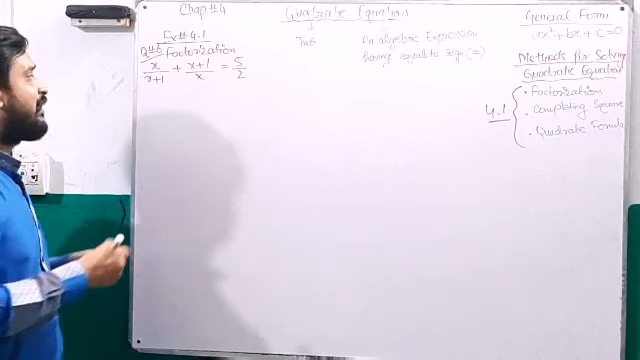 Chap #4
Quadratic Equations
General Form
ax² + bx + c = 0
Ex# 4.1
Q#6 Factorization
x/x+1 + x+1/x = 5/2
Two
An algebraic Expression
having equal to sign (=)
Methods for Solving
Quadratic Equation
4.1
• Factorization
• Completing Square
• Quadratic Formula